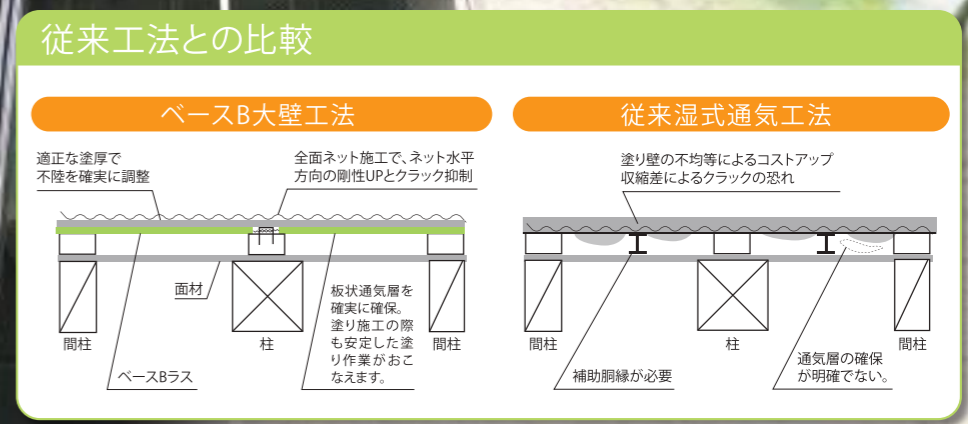 従来工法との比較
ベースB大壁工法
適正な塗厚で
不陸を確実に調整
全面ネット施工で、ネット水平
方向の剛性UPとクラック抑制
面材
板状通気層を
確実に確保。
塗り施工の際
も安定した塗
り作業がおこ
なえます。
間柱
柱
間柱
ベースBラス
従来湿式通気工法
塗り壁の不均等によるコストアップ
収縮差によるクラックの恐れ
間柱
柱
間柱
補助胴縁が必要
通気層の確保
が明確でない。